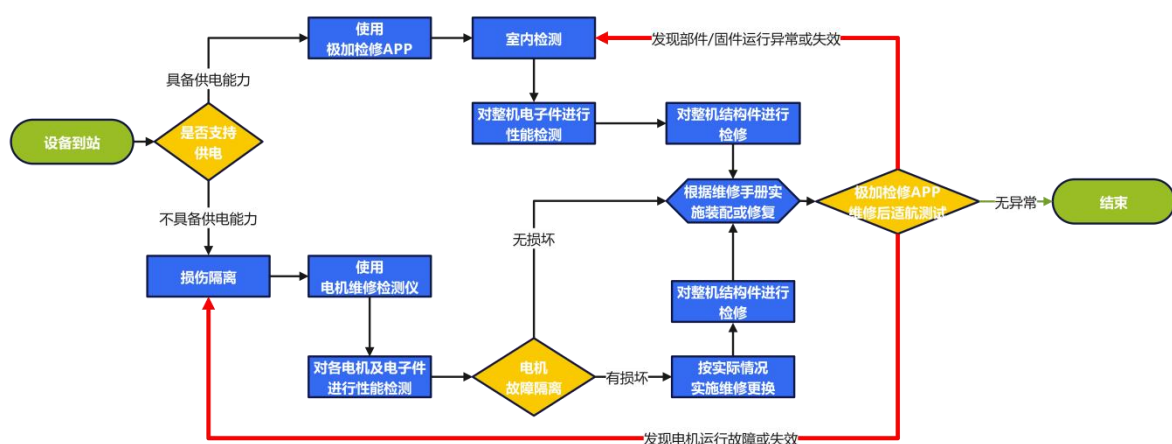 使用
极加检修APP
室内检测
发现部件/固件运行异常或失效
具备供电能力
设备到站
是否支持
供电
对整机电子件进行
性能检测
对整机结构件进行
检修
不具备供电能力
根据维修手册实
施装配或修复
极加检修APP
维修后适航测试
无异常
结束
无损坏
损伤隔离
使用
电机维修检测仪
对整机结构件进行
检修
对各电机及电子件
进行性能检测
电机
故障隔离
有损坏
按实际情况
实施维修更换
发现电机运行故障或失效